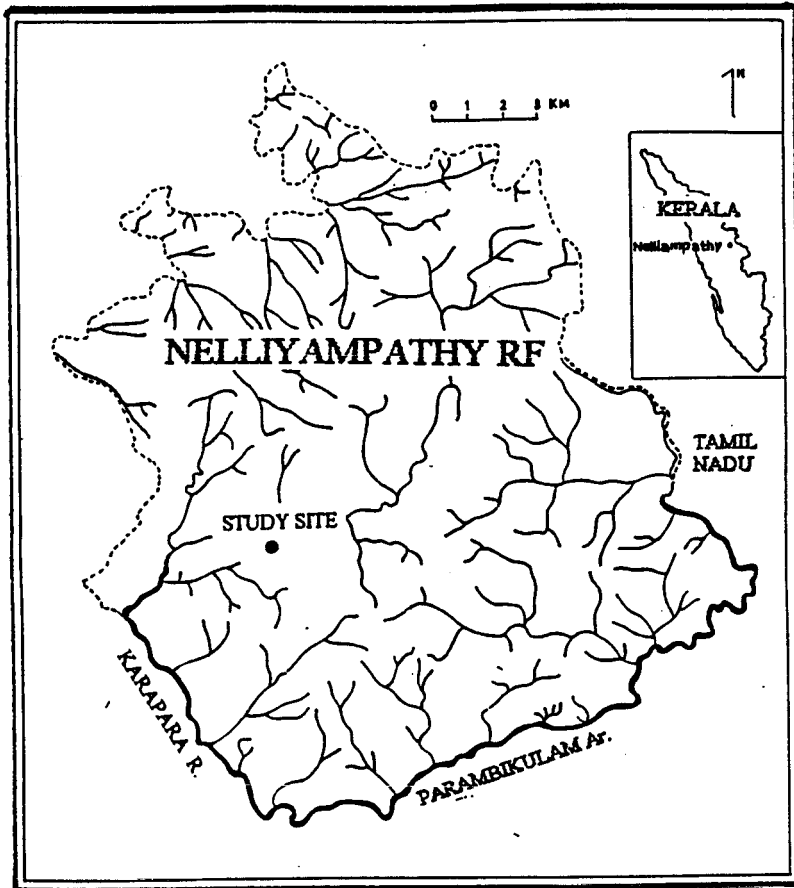 N
0 1 2 3 KM
KERALA
Nelliampathy
NELLIYAMPATHY RF
TAMIL
NADU
STUDY SITE
KARAPARA R.
PARAMBIKULAM Ar.